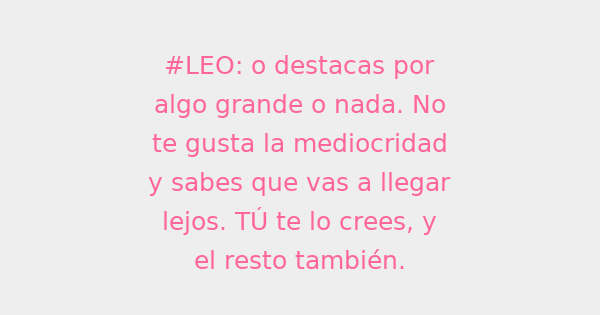 #LEO: o destacas por
algo grande o nada. No
te gusta la mediocridad
y sabes que vas a llegar
lejos. TÚ te lo crees, y
el resto también.